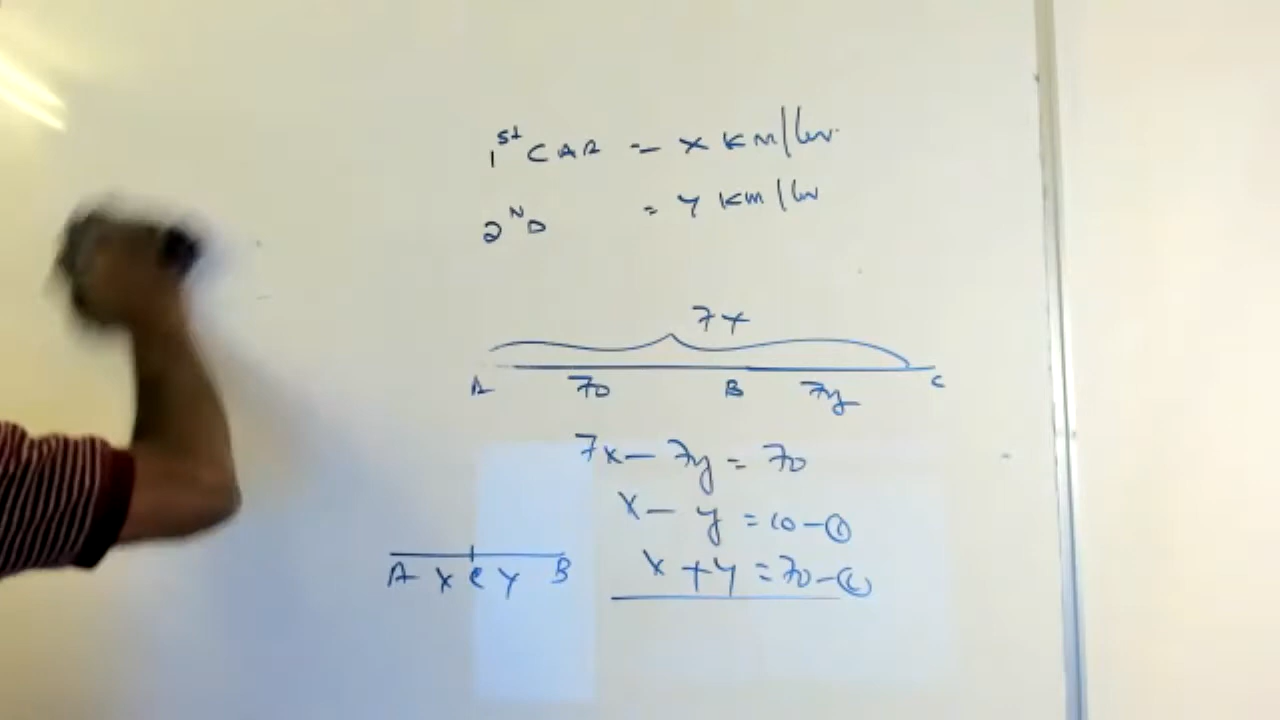 1st CAR = x KM/hr
2ND = y KM/hr
7x
A 70 B 7y C
7x - 7y = 70
x - y = 10 - ①
x + y = 70 - ②
A x C y B